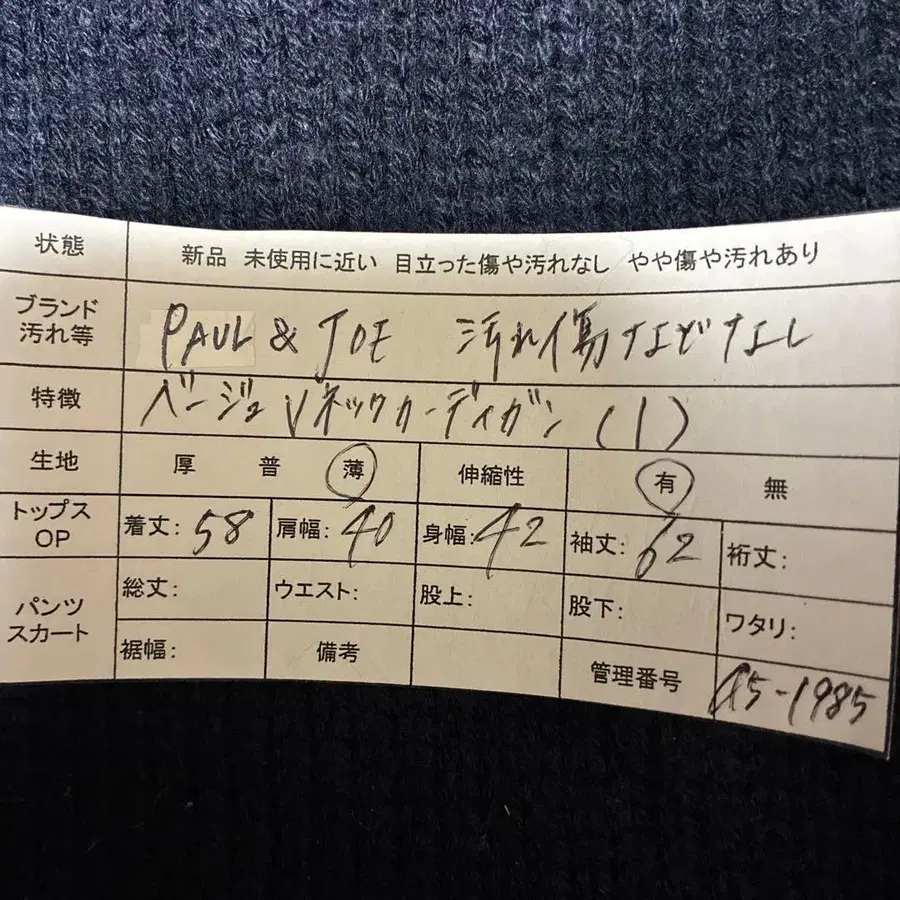 状態 新品 未使用に近い 目立った傷や汚れなし やや傷や汚れあり
ブランド 汚れ等 PAUL & JOE 汚れ傷などなし
特徴 ベージュ Vネックカーディガン (1)
生地 厚 普 薄 伸縮性 有 無
トップス OP 着丈: 58 肩幅: 40 身幅: 42 袖丈: 62 裄丈:
パンツ スカート 総丈: ウエスト: 股上: 股下: ワタリ:
裾幅: 備考 管理番号 A5-1985